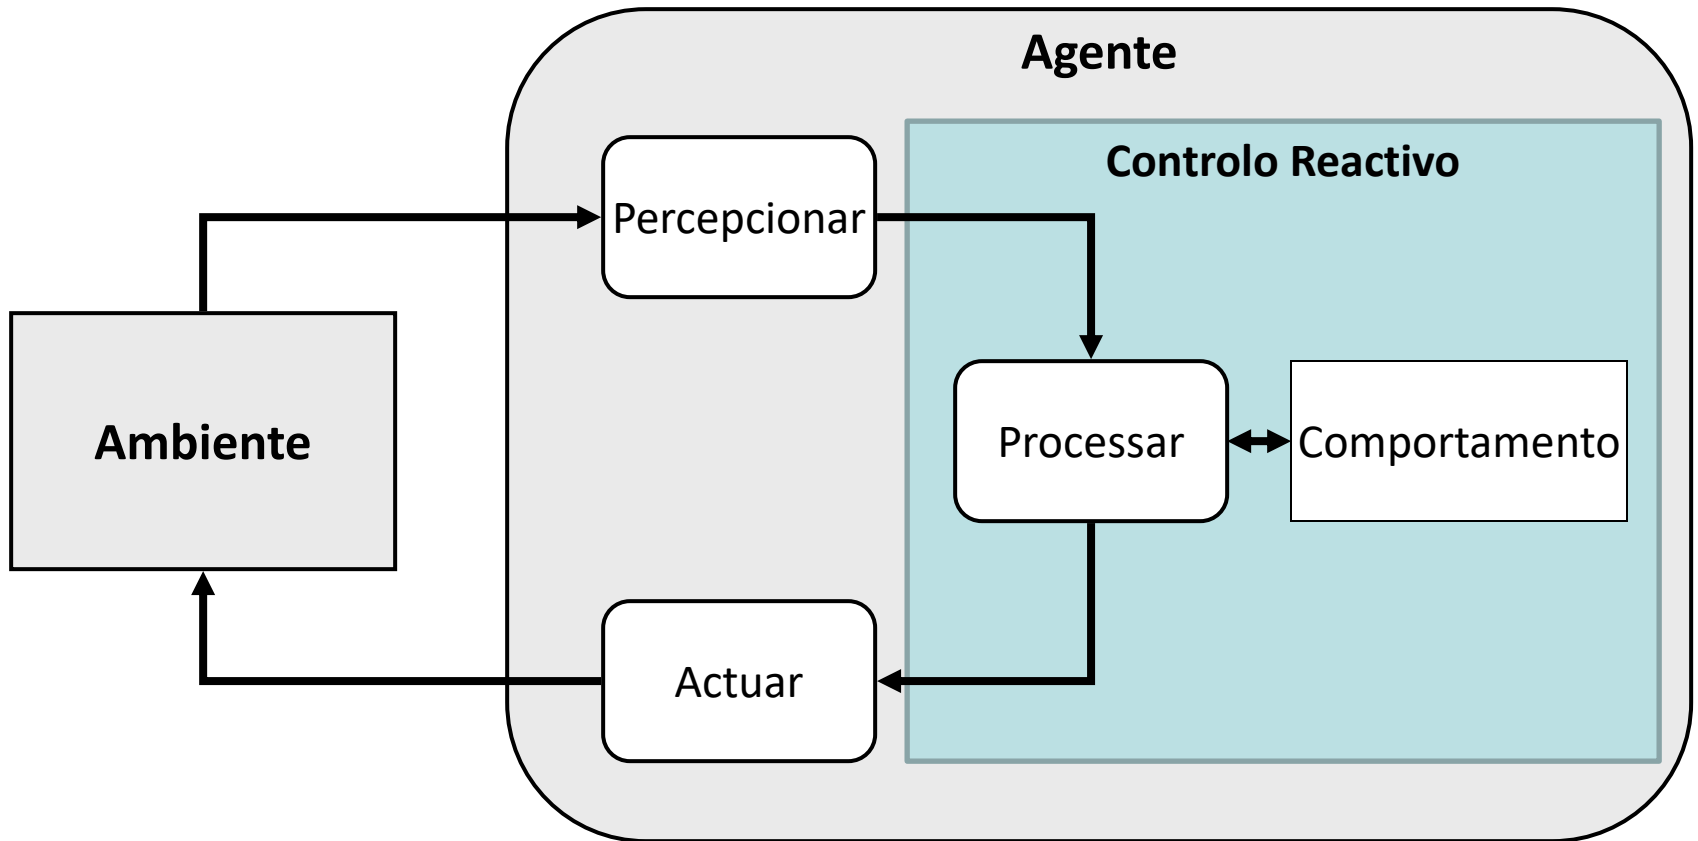 Agente
Controlo Reactivo
Percepcionar
Ambiente
Processar
Comportamento
Actuar